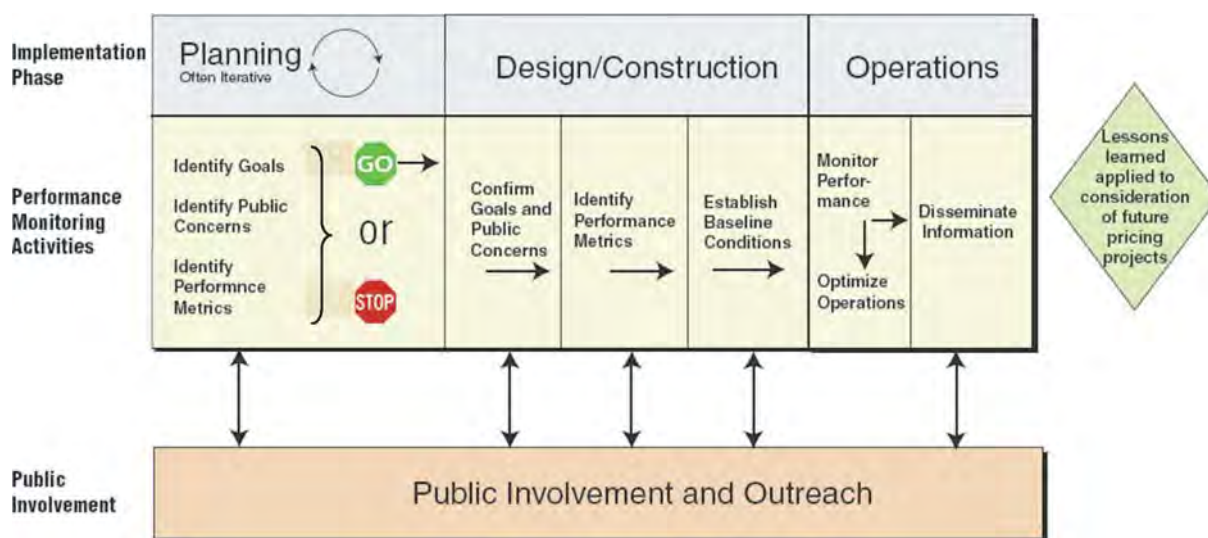 Implementation
Phase
Planning
Often Iterative
Design/Construction
Operations
Performance
Monitoring
Activities
Identify Goals
Identify Public
Concerns
Identify
Performnce
Metrics
GO
or
STOP
Confirm
Goals and
Public
Concerns
Identify
Performance
Metrics
Establish
Baseline
Conditions
Monitor
Perfor-
mance
Optimize
Operations
Disseminate
Information
Lessons
learned
applied to
consideration
of future
pricing
projects
Public
Involvement
Public Involvement and Outreach